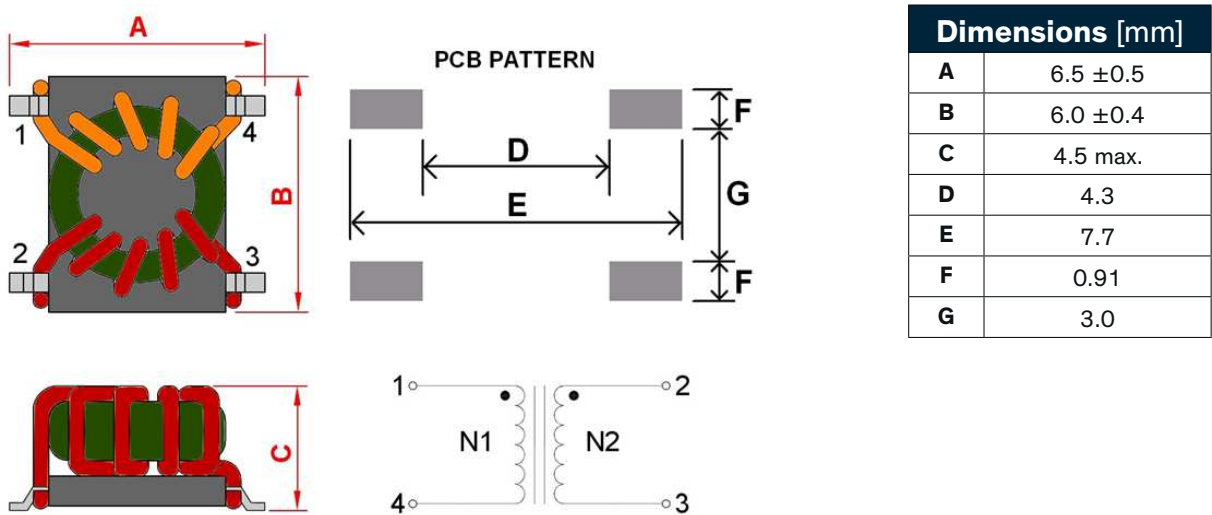 A
1
4
B
2
3
PCB PATTERN
F
D
G
E
F
Dimensions [mm]
A 6.5 ±0.5
B 6.0 ±0.4
C 4.5 max.
D 4.3
E 7.7
F 0.91
G 3.0
C
1 2
N1 N2
4 3